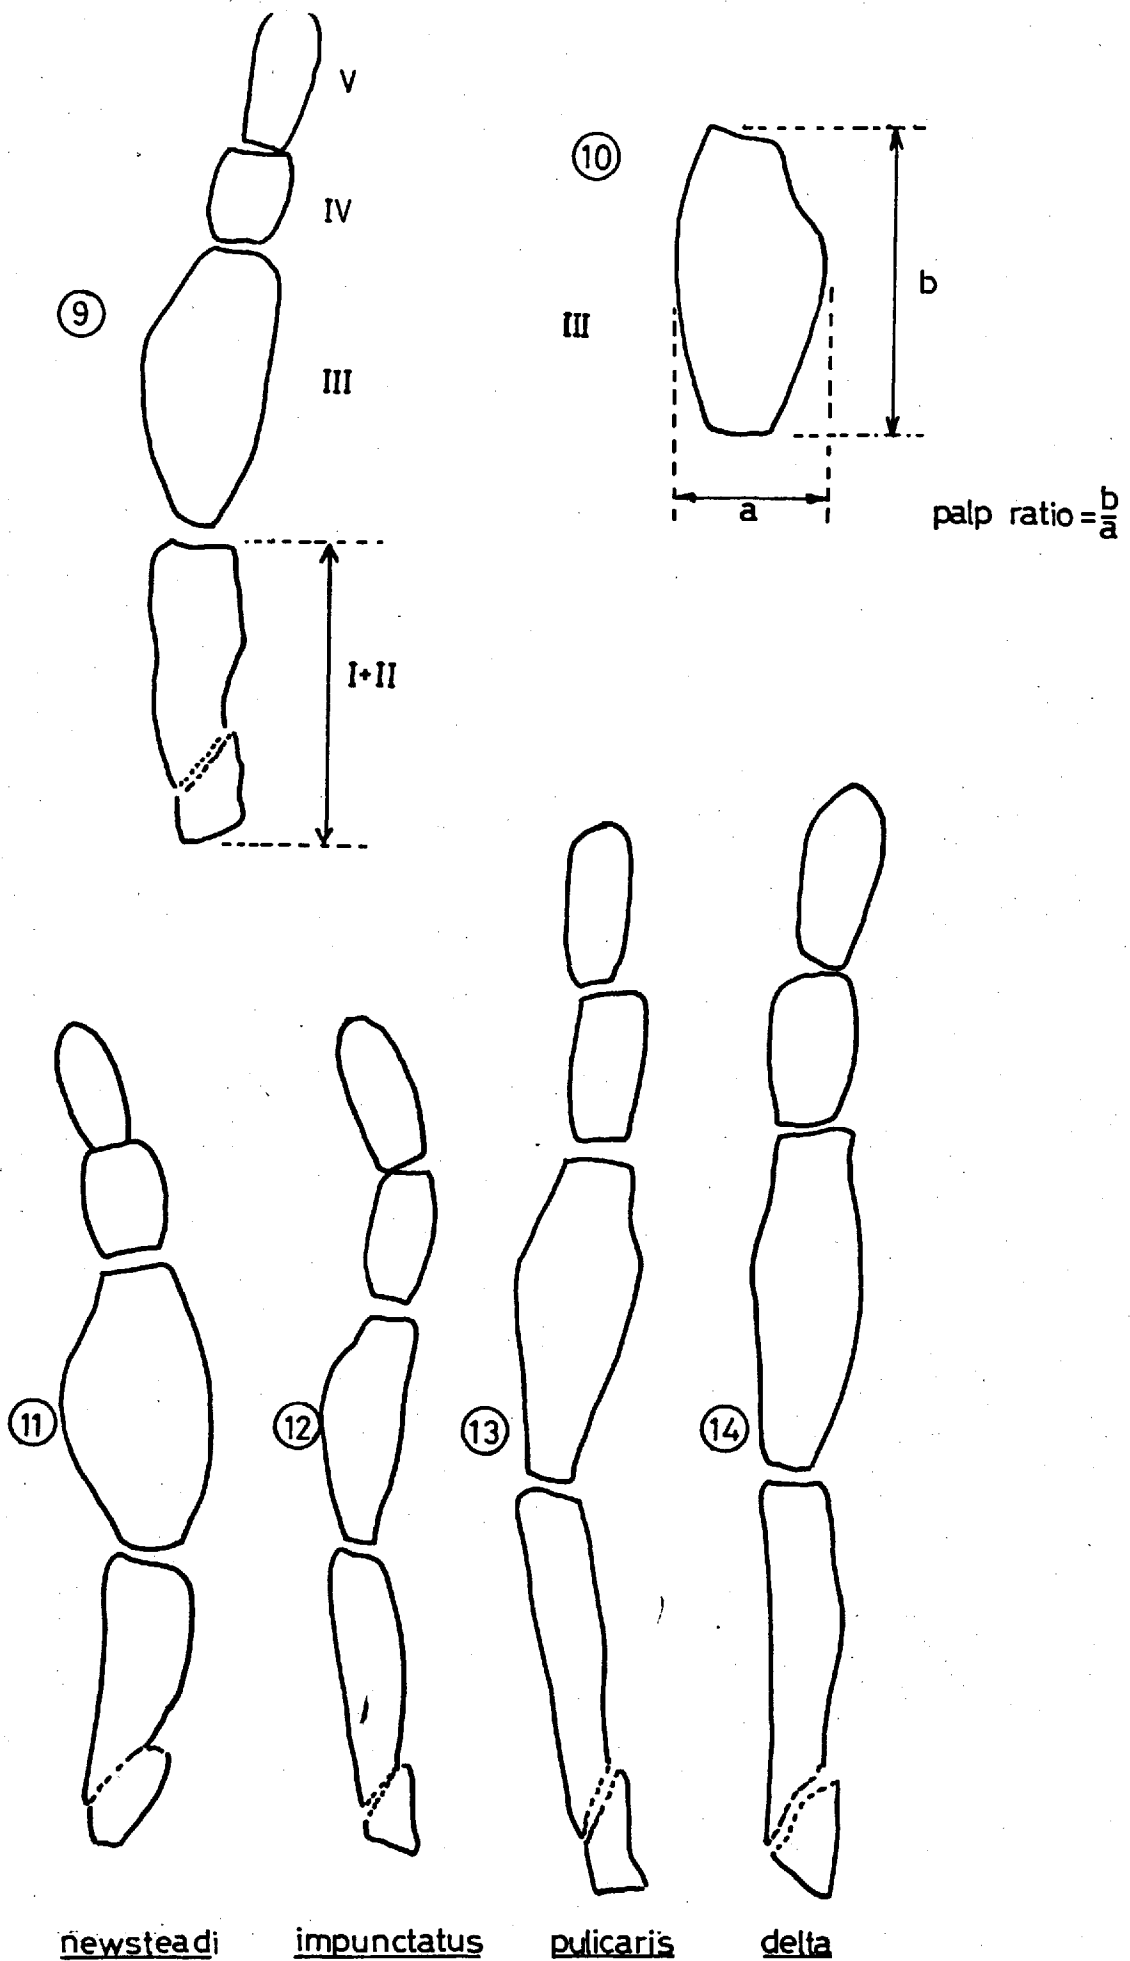 V
IV
9
III
I+II
10
III
b
a
palp ratio = b/a
11
12
13
14
newsteadi impunctatus pulicaris delta